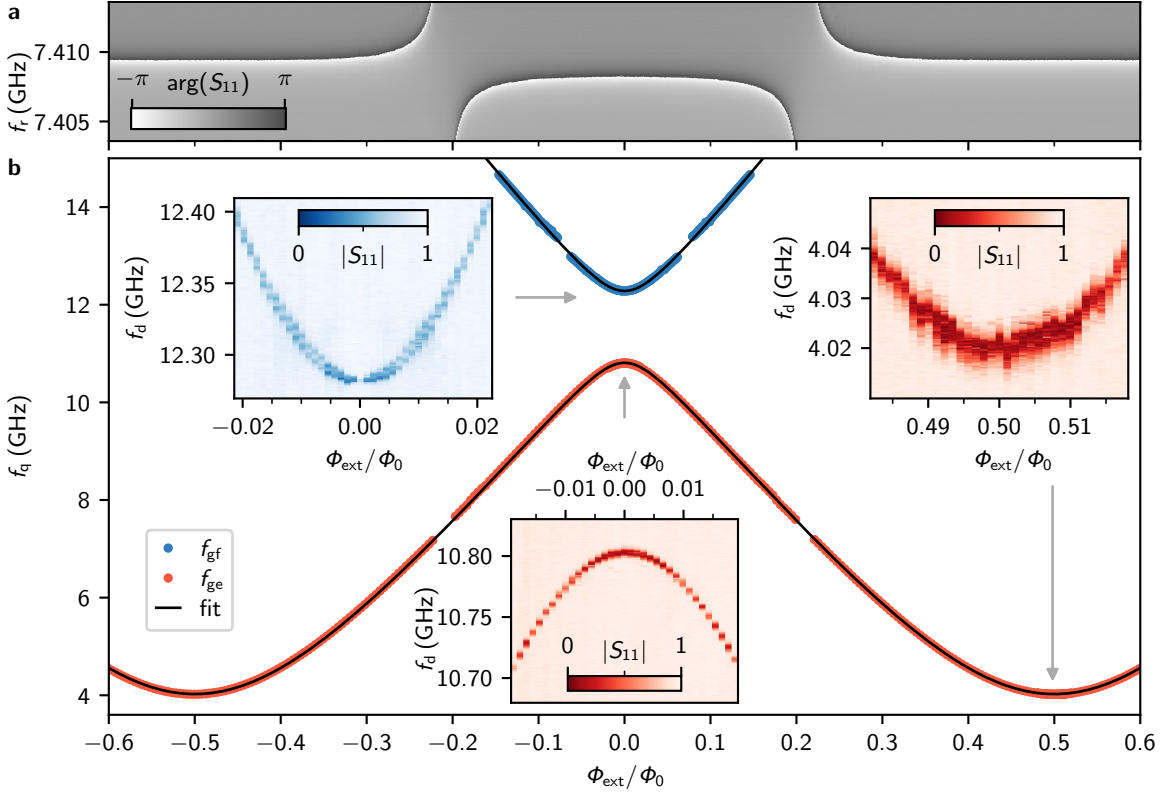 a
7.410
7.405
f_r (GHz)
−π arg(S₁₁) π
b
14
12
10
8
6
4
f_q (GHz)
12.40
12.35
12.30
f_d (GHz)
0 |S₁₁| 1
−0.02 0.00 0.02
Φ_ext/Φ_0
4.04
4.03
4.02
f_d (GHz)
0 |S₁₁| 1
0.49 0.50 0.51
Φ_ext/Φ_0
Φ_ext/Φ_0
−0.01 0.00 0.01
10.80
10.75
10.70
f_d (GHz)
0 |S₁₁| 1
f_gf
f_ge
fit
−0.6 −0.5 −0.4 −0.3 −0.2 −0.1 0.0 0.1 0.2 0.3 0.4 0.5 0.6
Φ_ext/Φ_0